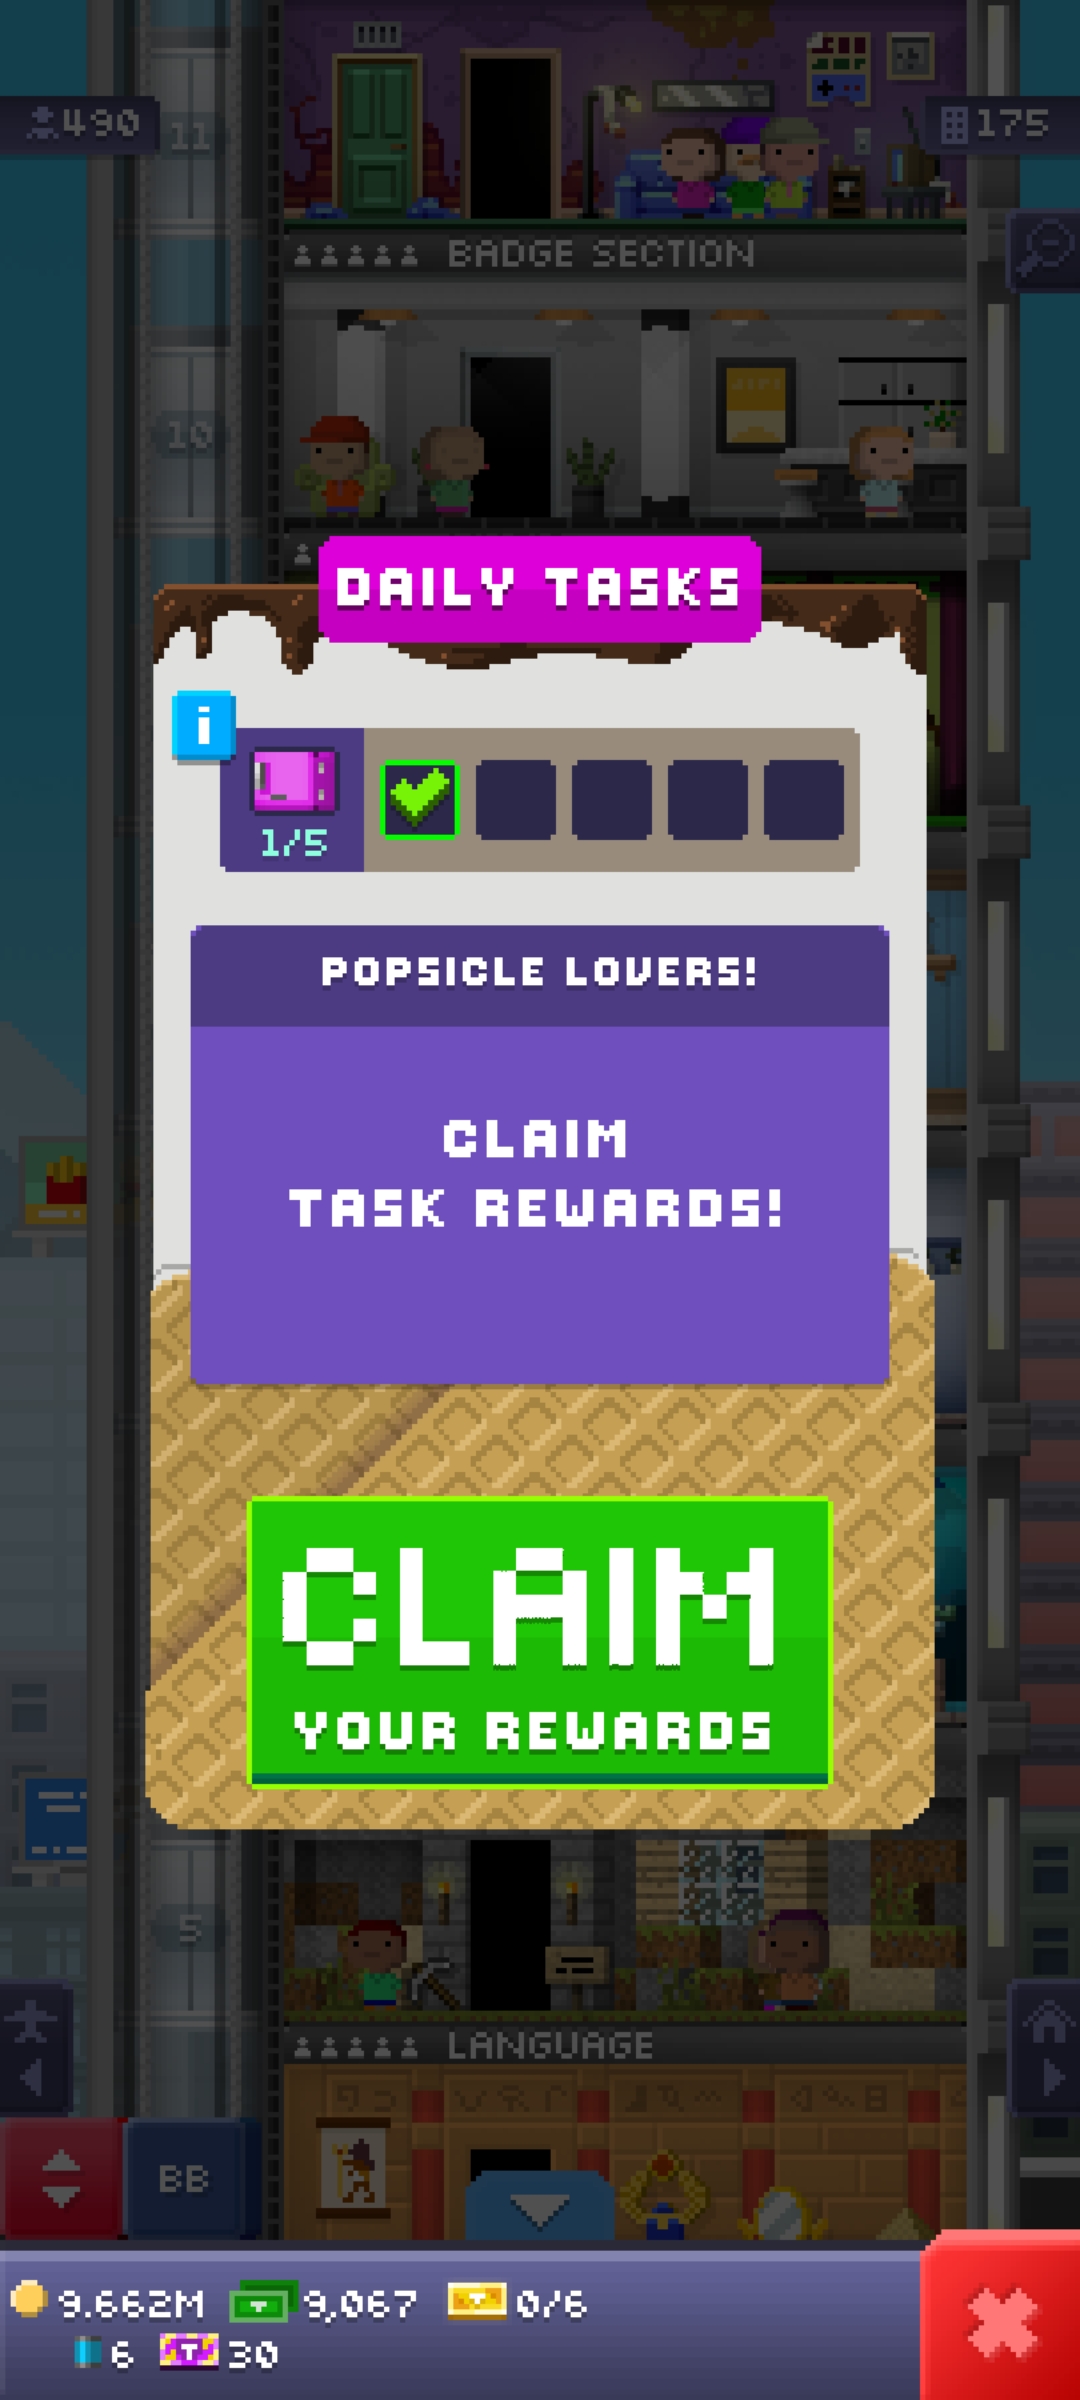 490
11
175
BADGE SECTION
10
DAILY TASKS
i
1/5
POPSICLE LOVERS!
CLAIM
TASK REWARDS!
CLAIM
YOUR REWARDS
5
LANGUAGE
BB
9.662M 9,067 0/6
6 T 30